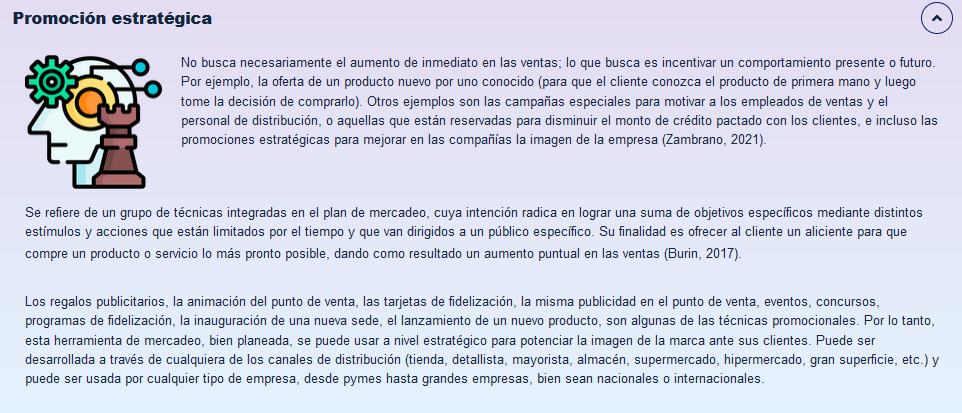 Promoción estratégica
No busca necesariamente el aumento de inmediato en las ventas; lo que busca es incentivar un comportamiento presente o futuro.
Por ejemplo, la oferta de un producto nuevo por uno conocido (para que el cliente conozca el producto de primera mano y luego
tome la decisión de comprarlo). Otros ejemplos son las campañas especiales para motivar a los empleados de ventas y el
personal de distribución, o aquellas que están reservadas para disminuir el monto de crédito pactado con los clientes, e incluso las
promociones estratégicas para mejorar en las compañías la imagen de la empresa (Zambrano, 2021).
Se refiere de un grupo de técnicas integradas en el plan de mercadeo, cuya intención radica en lograr una suma de objetivos específicos mediante distintos
estímulos y acciones que están limitados por el tiempo y que van dirigidos a un público específico. Su finalidad es ofrecer al cliente un aliciente para que
compre un producto o servicio lo más pronto posible, dando como resultado un aumento puntual en las ventas (Burin, 2017).
Los regalos publicitarios, la animación del punto de venta, las tarjetas de fidelización, la misma publicidad en el punto de venta, eventos, concursos,
programas de fidelización, la inauguración de una nueva sede, el lanzamiento de un nuevo producto, son algunas de las técnicas promocionales. Por lo tanto,
esta herramienta de mercadeo, bien planeada, se puede usar a nivel estratégico para potenciar la imagen de la marca ante sus clientes. Puede ser
desarrollada a través de cualquiera de los canales de distribución (tienda, detallista, mayorista, almacén, supermercado, hipermercado, gran superficie, etc.) y
puede ser usada por cualquier tipo de empresa, desde pymes hasta grandes empresas, bien sean nacionales o internacionales.